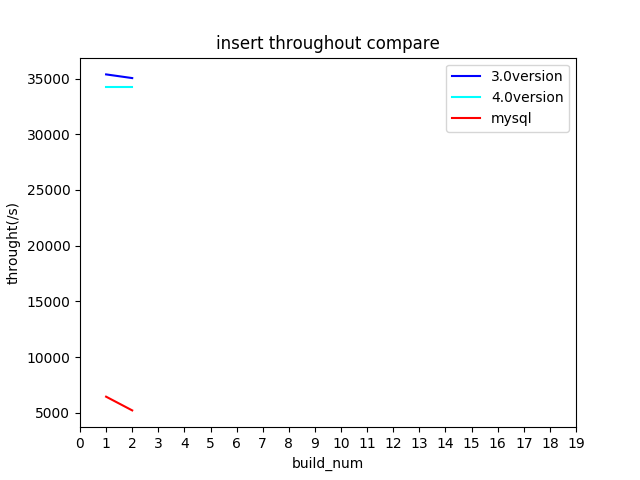 insert throughout compare
3.0version
4.0version
mysql
throught(/s)
35000
30000
25000
20000
15000
10000
5000
0 1 2 3 4 5 6 7 8 9 10 11 12 13 14 15 16 17 18 19
build_num